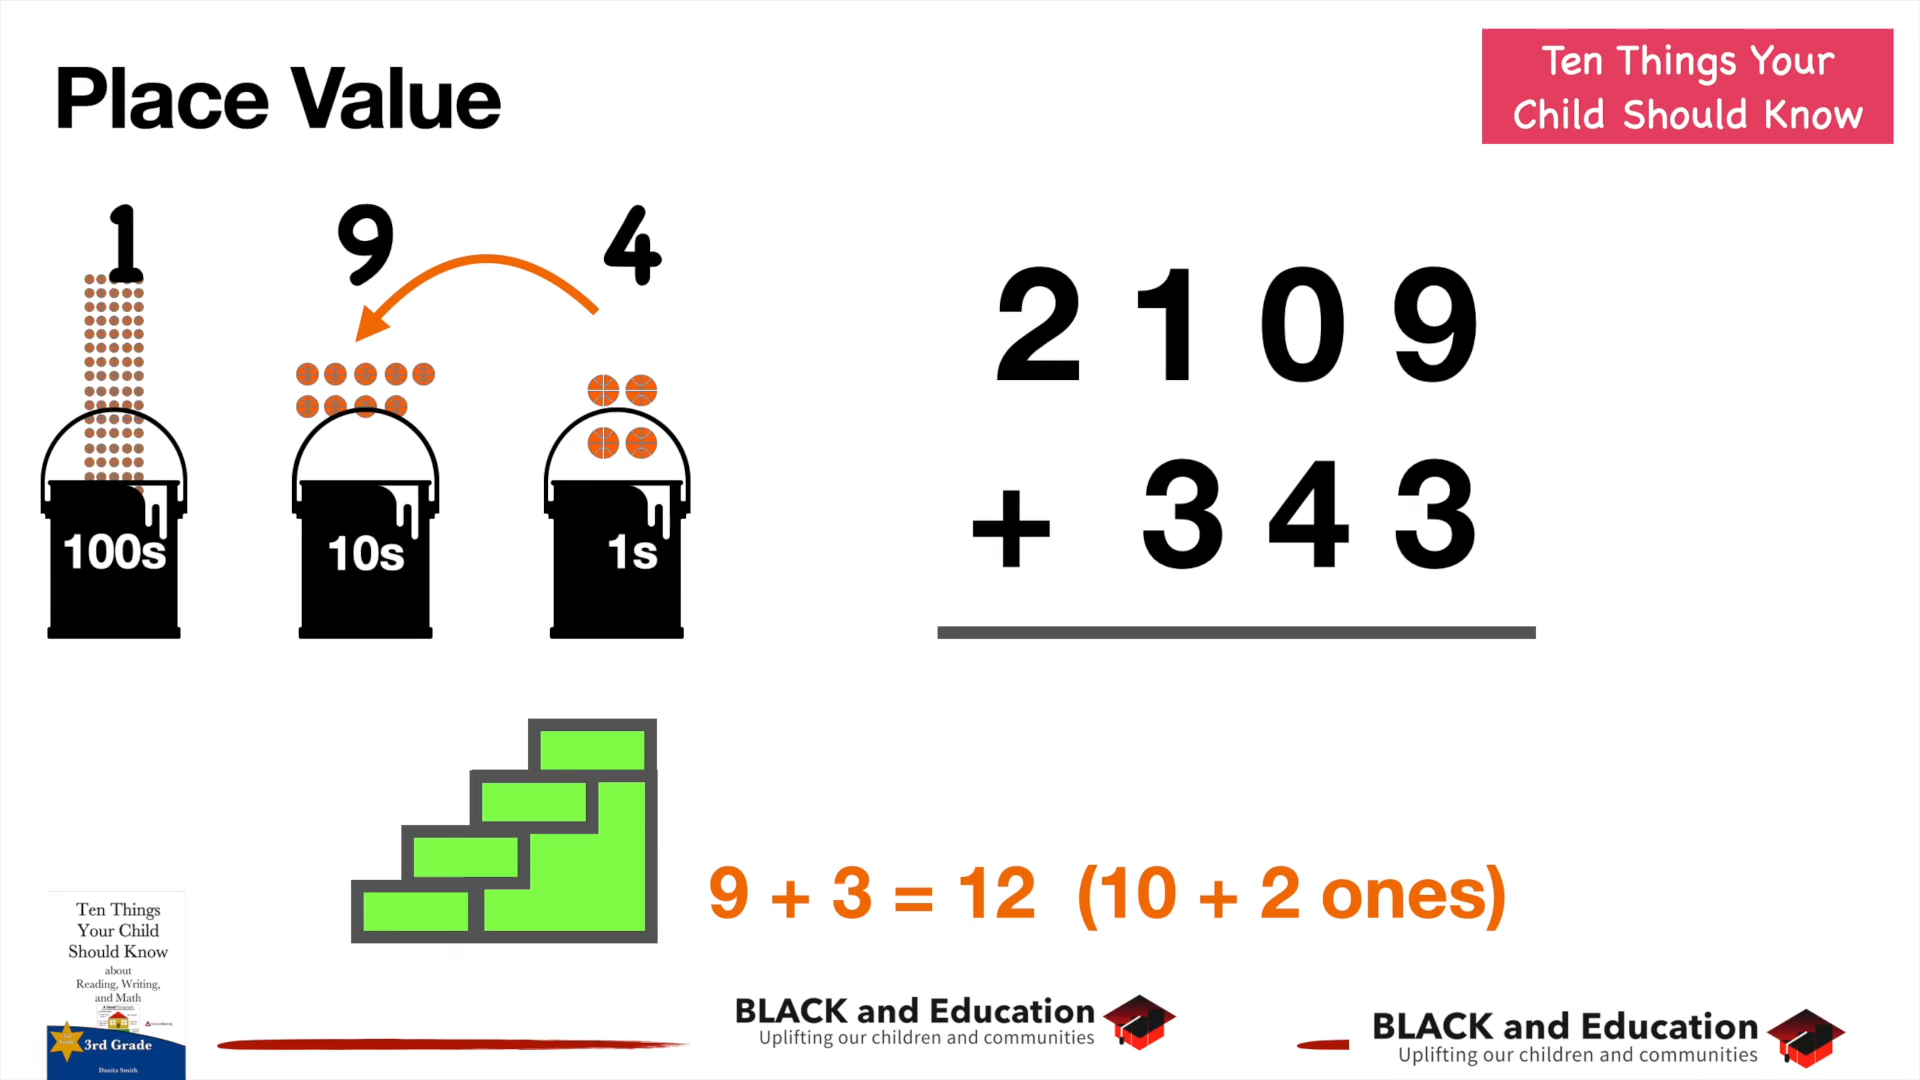 Place Value
Ten Things Your
Child Should Know
1 9 4
100s 10s 1s
2 1 0 9
+ 3 4 3
9 + 3 = 12 (10 + 2 ones)
Ten Things
Your Child
Should Know
about
Reading, Writing,
and Math
3rd Grade
Danita Smith
BLACK and Education
Uplifting our children and communities
BLACK and Education
Uplifting our children and communities